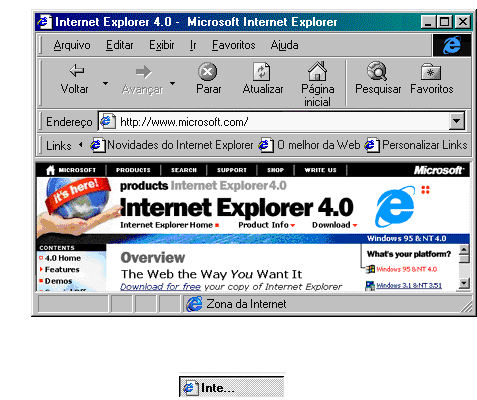 Internet Explorer 4.0 - Microsoft Internet Explorer
Arquivo Editar Exibir Ir Favoritos Ajuda
Voltar Avançar Parar Atualizar Página inicial Pesquisar Favoritos
Endereço http://www.microsoft.com/
Links Novidades do Internet Explorer O melhor da Web Personalizar Links
MICROSOFT PRODUCTS SEARCH SUPPORT SHOP WRITE US Microsoft
it's here!
products Internet Explorer 4.0
Internet Explorer 4.0
Internet Explorer Home Product Info Download
Windows 95 & NT 4.0
CONTENTS
4.0 Home
Features
Demos
Overview
The Web the Way You Want It
Download for free your copy of Internet Explorer
What's your platform?
Windows 95 & NT 4.0
Windows 3.1 & NT 3.51
Zona da Internet
Inte...